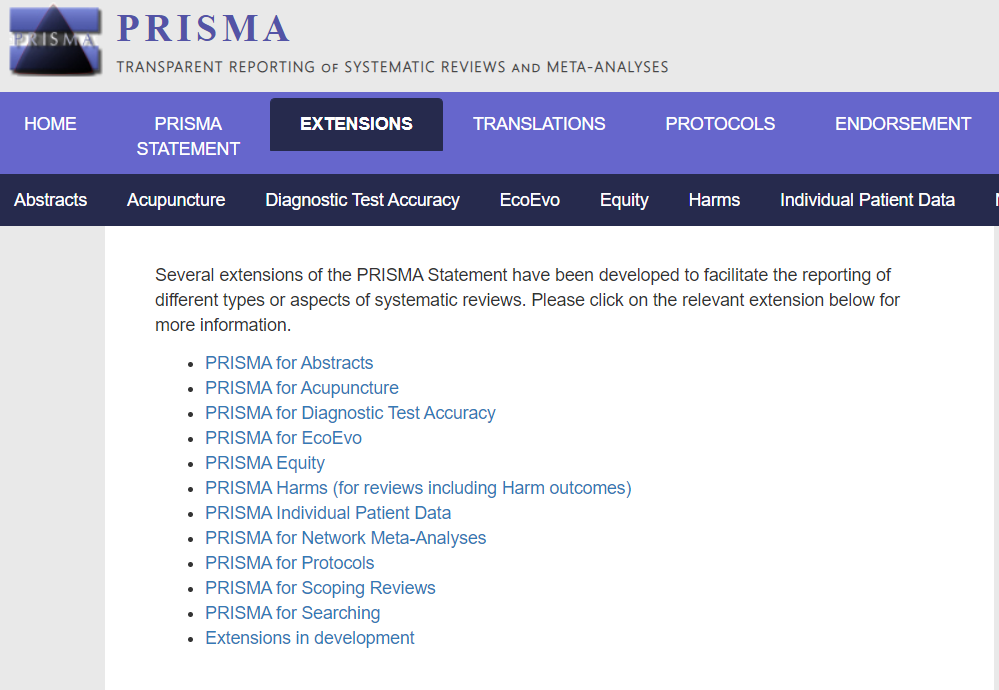 PRISMA
PRISMA
TRANSPARENT REPORTING OF SYSTEMATIC REVIEWS AND META-ANALYSES
HOME
PRISMA
STATEMENT
EXTENSIONS
TRANSLATIONS
PROTOCOLS
ENDORSEMENT
Abstracts
Acupuncture
Diagnostic Test Accuracy
EcoEvo
Equity
Harms
Individual Patient Data
Several extensions of the PRISMA Statement have been developed to facilitate the reporting of
different types or aspects of systematic reviews. Please click on the relevant extension below for
more information.
PRISMA for Abstracts
PRISMA for Acupuncture
PRISMA for Diagnostic Test Accuracy
PRISMA for EcoEvo
PRISMA Equity
PRISMA Harms (for reviews including Harm outcomes)
PRISMA Individual Patient Data
PRISMA for Network Meta-Analyses
PRISMA for Protocols
PRISMA for Scoping Reviews
PRISMA for Searching
Extensions in development